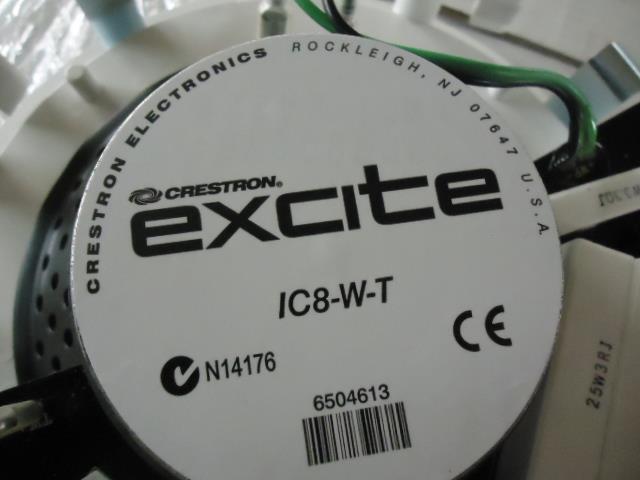 CRESTRON ELECTRONICS ROCKLEIGH, NJ 07647 U.S.A.
CRESTRON®
excite
IC8-W-T
N14176
CE
6504613
25W3RJ